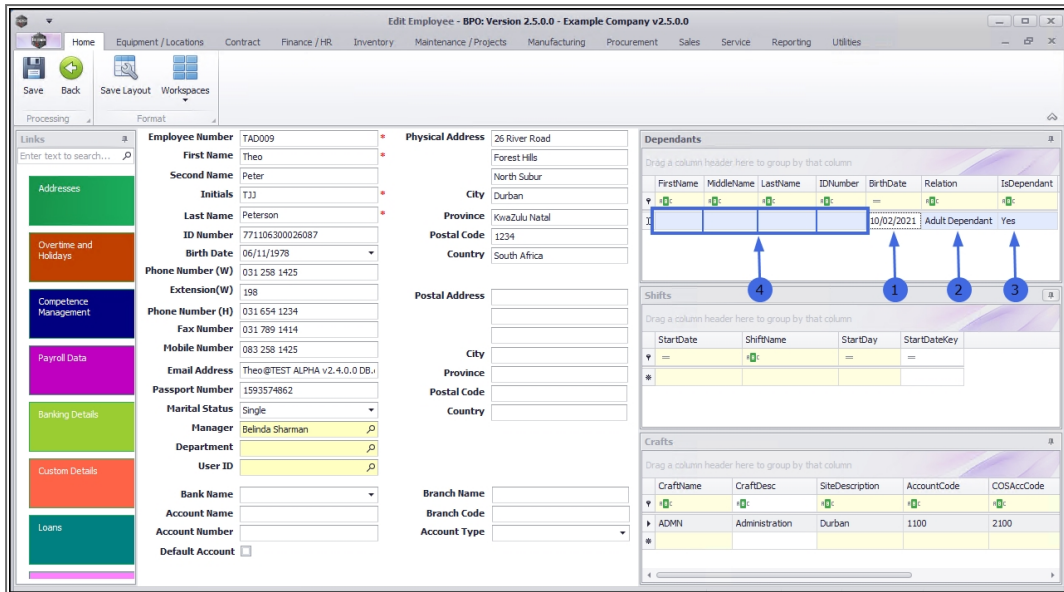 Edit Employee - BPO: Version 2.5.0.0 - Example Company v2.5.0.0
Home Equipment / Locations Contract Finance / HR Inventory Maintenance / Projects Manufacturing Procurement Sales Service Reporting Utilities
Save Back Save Layout Workspaces
Processing Format
Links
Enter text to search...
Addresses
Overtime and
Holidays
Competence
Management
Payroll Data
Banking Details
Custom Details
Loans
Employee Number TAD009 *
First Name Theo *
Second Name Peter
Initials TJJ *
Last Name Peterson *
ID Number 771106300026087
Birth Date 06/11/1978
Phone Number (W) 031 258 1425
Extension(W) 198
Phone Number (H) 031 654 1234
Fax Number 031 789 1414
Mobile Number 083 258 1425
Email Address Theo@TEST ALPHA v2.4.0.0 DB.
Passport Number 1593574862
Marital Status Single
Manager Belinda Sharman
Department
User ID
Bank Name
Account Name
Account Number
Default Account
Physical Address 26 River Road
Forest Hills
North Subur
City Durban
Province KwaZulu Natal
Postal Code 1234
Country South Africa
Postal Address
City
Province
Postal Code
Country
Branch Name
Branch Code
Account Type
Dependants
Drag a column header here to group by that column
FirstName MiddleName LastName IDNumber BirthDate Relation IsDependant
=
10/02/2021 Adult Dependant Yes
4 1 2 3
Shifts
Drag a column header here to group by that column
StartDate ShiftName StartDay StartDateKey
= = =
Crafts
Drag a column header here to group by that column
CraftName CraftDesc SiteDescription AccountCode COSAccCode
ADMN Administration Durban 1100 2100